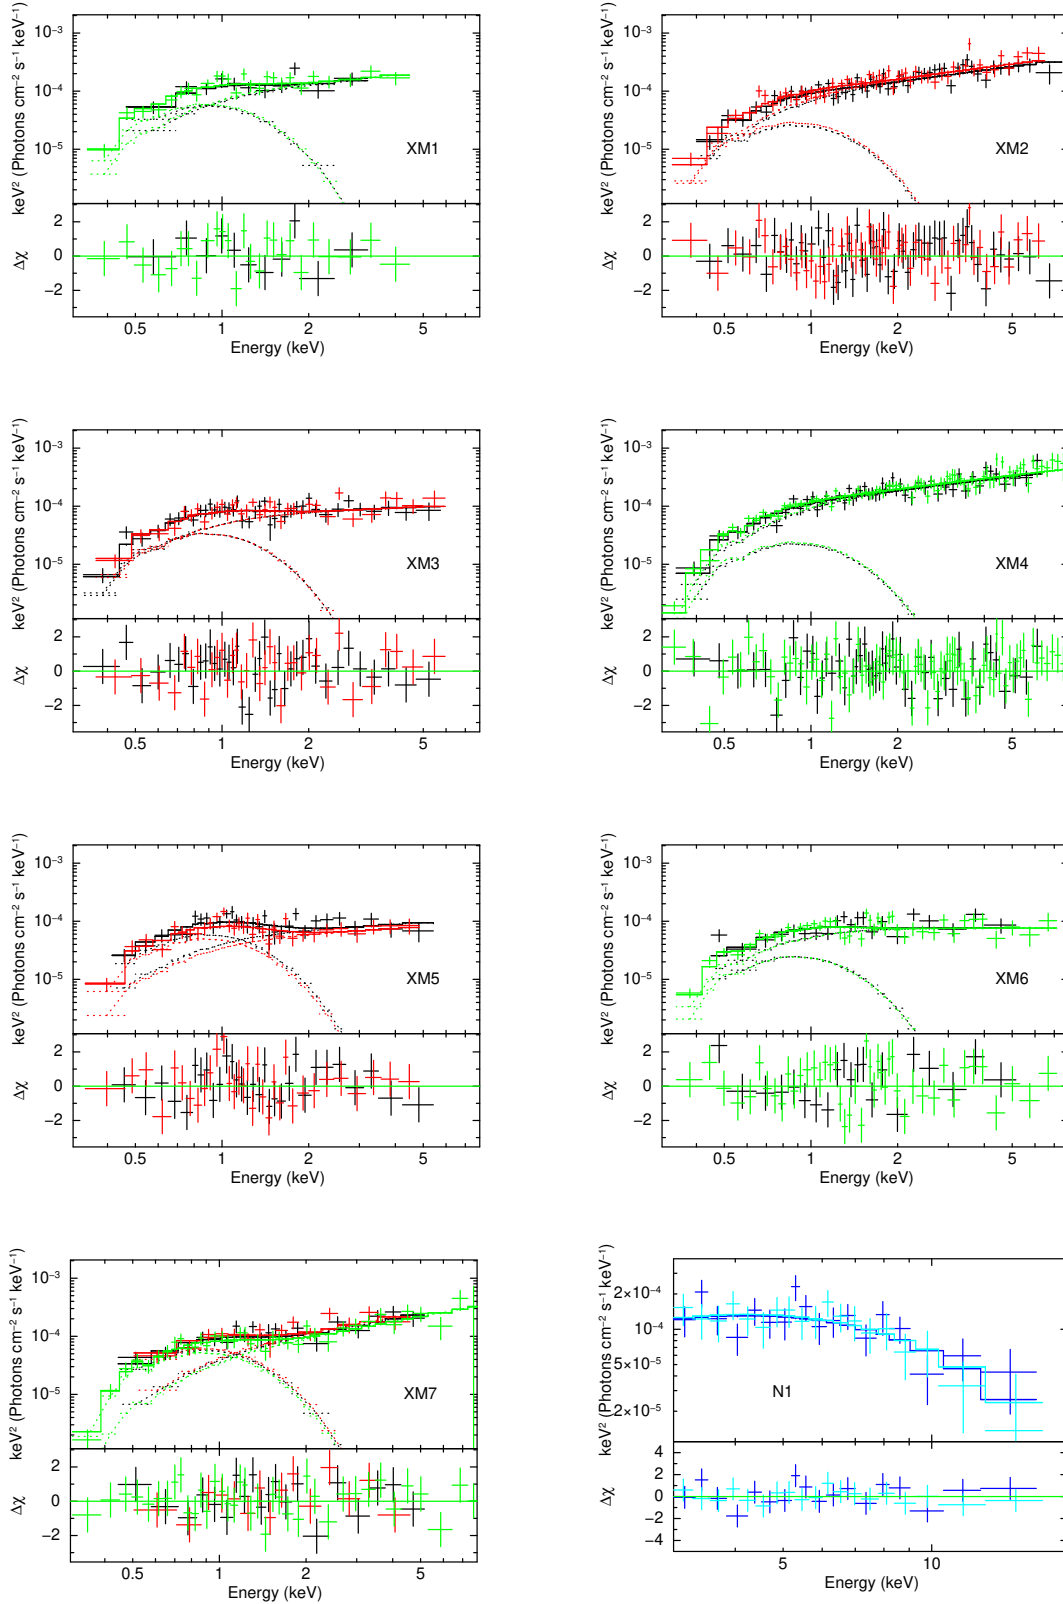 keV² (Photons cm⁻² s⁻¹ keV⁻¹)
10⁻³
10⁻⁴
10⁻⁵
XM1
Δχ
2
0
−2
0.5 1 2 5
Energy (keV)
keV² (Photons cm⁻² s⁻¹ keV⁻¹)
10⁻³
10⁻⁴
10⁻⁵
XM2
Δχ
2
0
−2
0.5 1 2 5
Energy (keV)
keV² (Photons cm⁻² s⁻¹ keV⁻¹)
10⁻³
10⁻⁴
10⁻⁵
XM3
Δχ
2
0
−2
0.5 1 2 5
Energy (keV)
keV² (Photons cm⁻² s⁻¹ keV⁻¹)
10⁻³
10⁻⁴
10⁻⁵
XM4
Δχ
2
0
−2
0.5 1 2 5
Energy (keV)
keV² (Photons cm⁻² s⁻¹ keV⁻¹)
10⁻³
10⁻⁴
10⁻⁵
XM5
Δχ
2
0
−2
0.5 1 2 5
Energy (keV)
keV² (Photons cm⁻² s⁻¹ keV⁻¹)
10⁻³
10⁻⁴
10⁻⁵
XM6
Δχ
2
0
−2
0.5 1 2 5
Energy (keV)
keV² (Photons cm⁻² s⁻¹ keV⁻¹)
10⁻³
10⁻⁴
10⁻⁵
XM7
Δχ
2
0
−2
0.5 1 2 5
Energy (keV)
keV² (Photons cm⁻² s⁻¹ keV⁻¹)
2×10⁻⁴
10⁻⁴
5×10⁻⁵
2×10⁻⁵
N1
Δχ
4
2
0
−2
−4
5 10
Energy (keV)